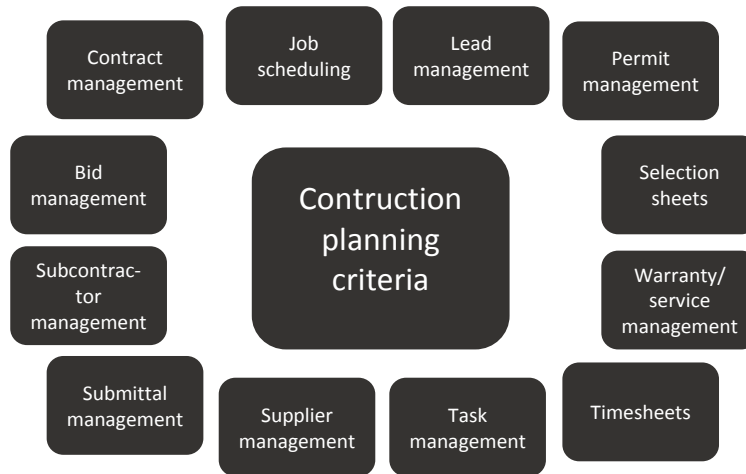 Contract
management
Job
scheduling
Lead
management
Permit
management
Bid
management
Selection
sheets
Contruction
planning
criteria
Subcontrac-
tor
management
Warranty/
service
management
Submittal
management
Supplier
management
Task
management
Timesheets